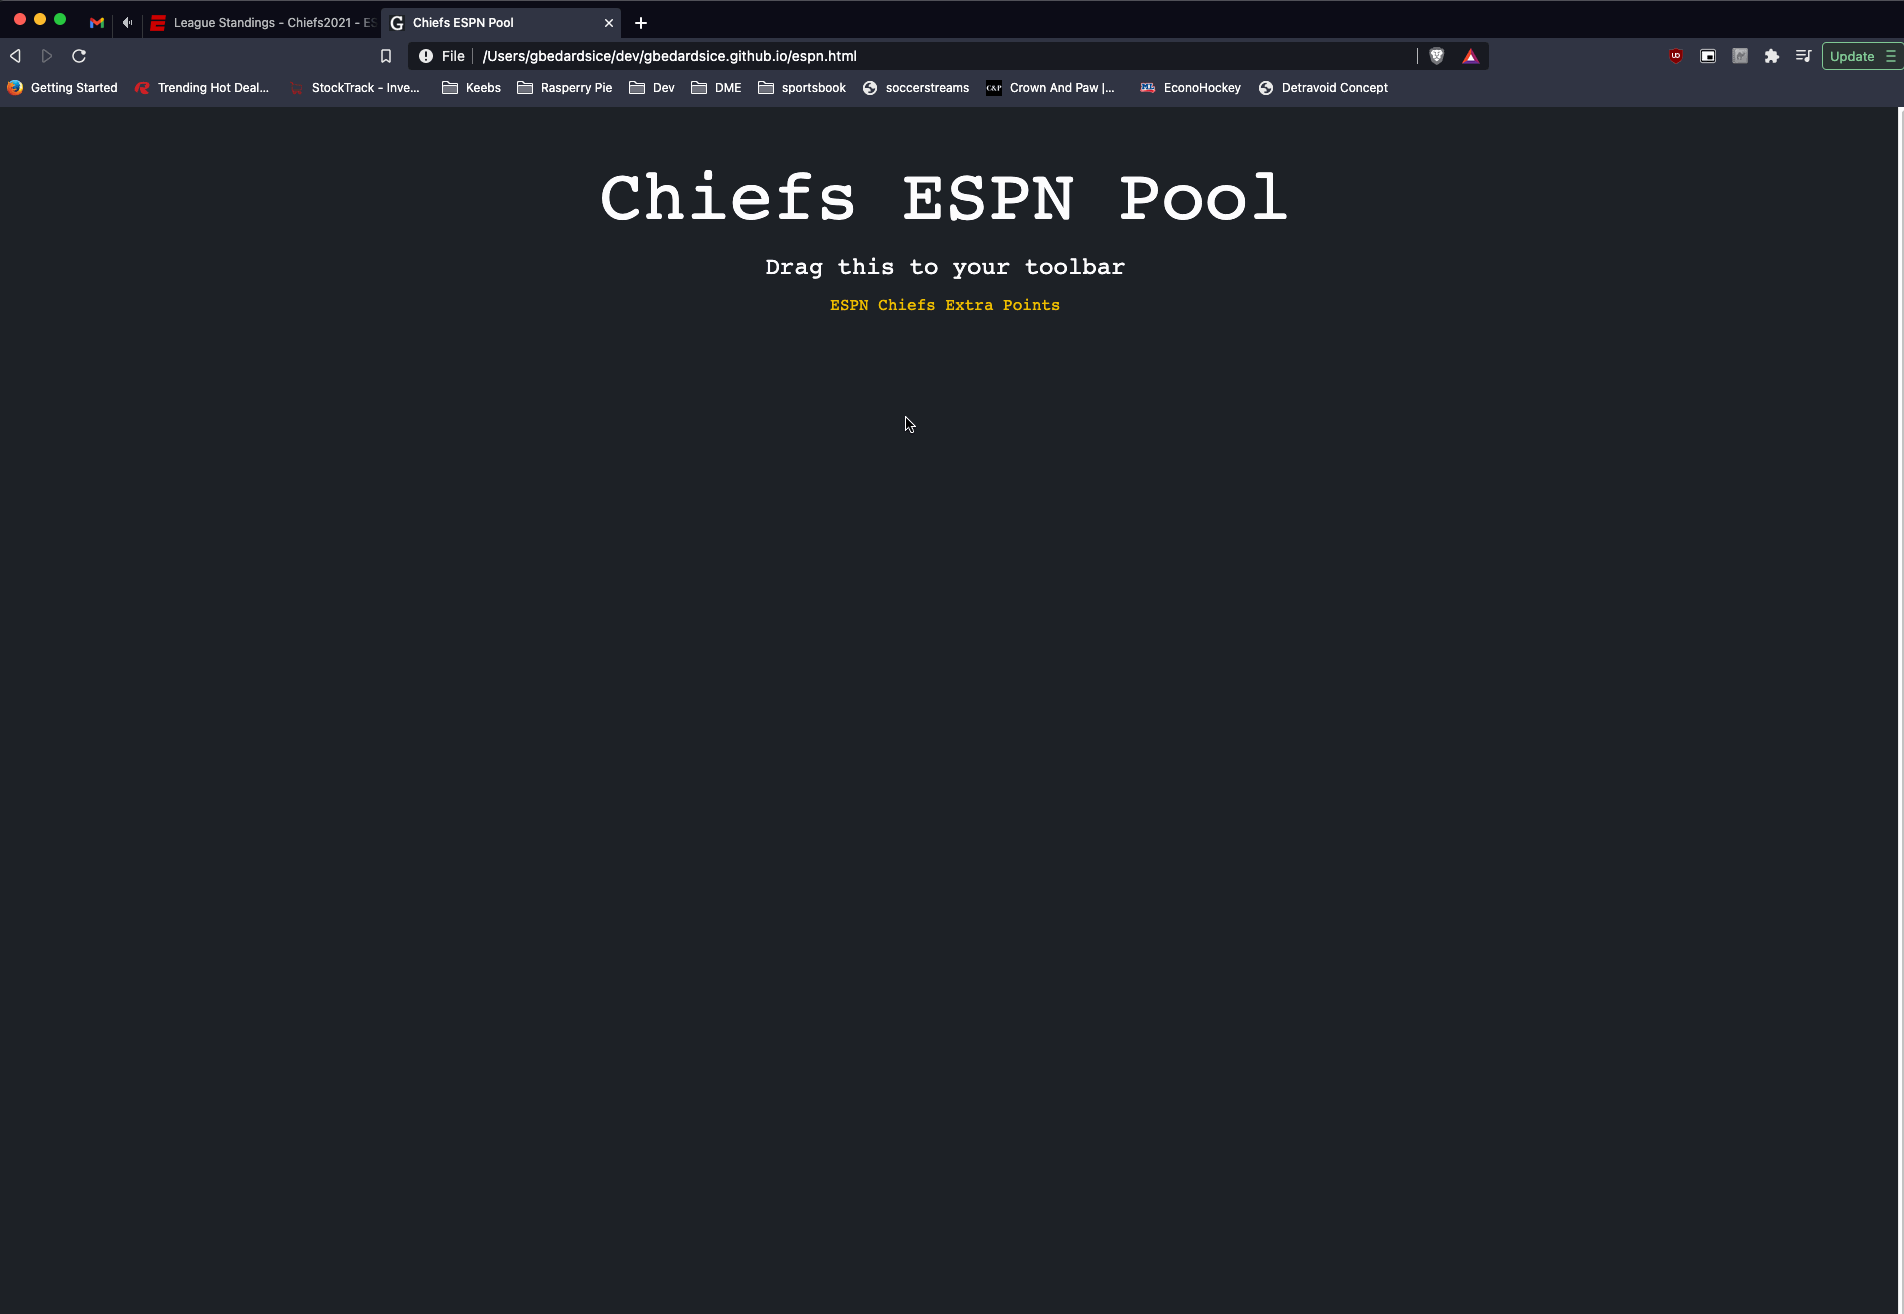 League Standings - Chiefs2021 - ES
Chiefs ESPN Pool
File
/Users/gbedardsice/dev/gbedardsice.github.io/espn.html
Update
Getting Started
Trending Hot Deal...
StockTrack - Inve...
Keebs
Rasperry Pie
Dev
DME
sportsbook
soccerstreams
C&P
Crown And Paw |...
EconoHockey
Detravoid Concept
Chiefs ESPN Pool
Drag this to your toolbar
ESPN Chiefs Extra Points